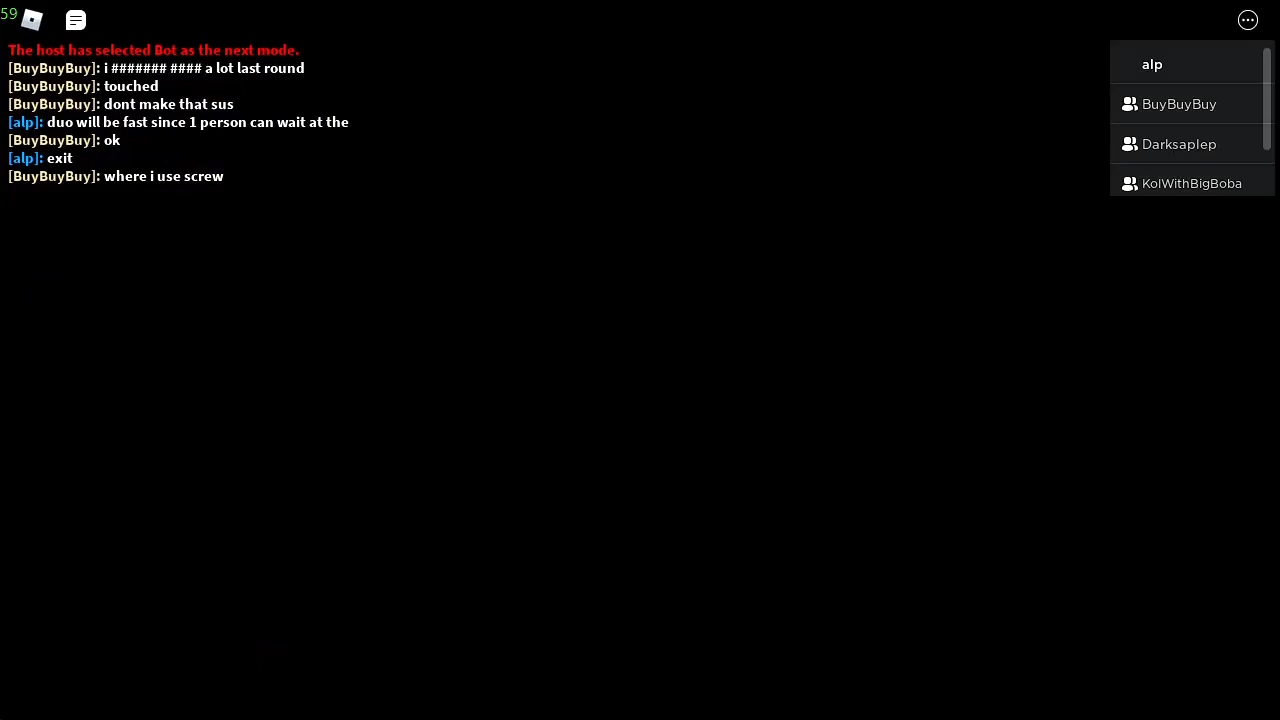 59
The host has selected Bot as the next mode.
[BuyBuyBuy]: i ####### #### a lot last round
[BuyBuyBuy]: touched
[BuyBuyBuy]: dont make that sus
[alp]: duo will be fast since 1 person can wait at the
[BuyBuyBuy]: ok
[alp]: exit
[BuyBuyBuy]: where i use screw
alp
BuyBuyBuy
Darksaplep
KolWithBigBoba